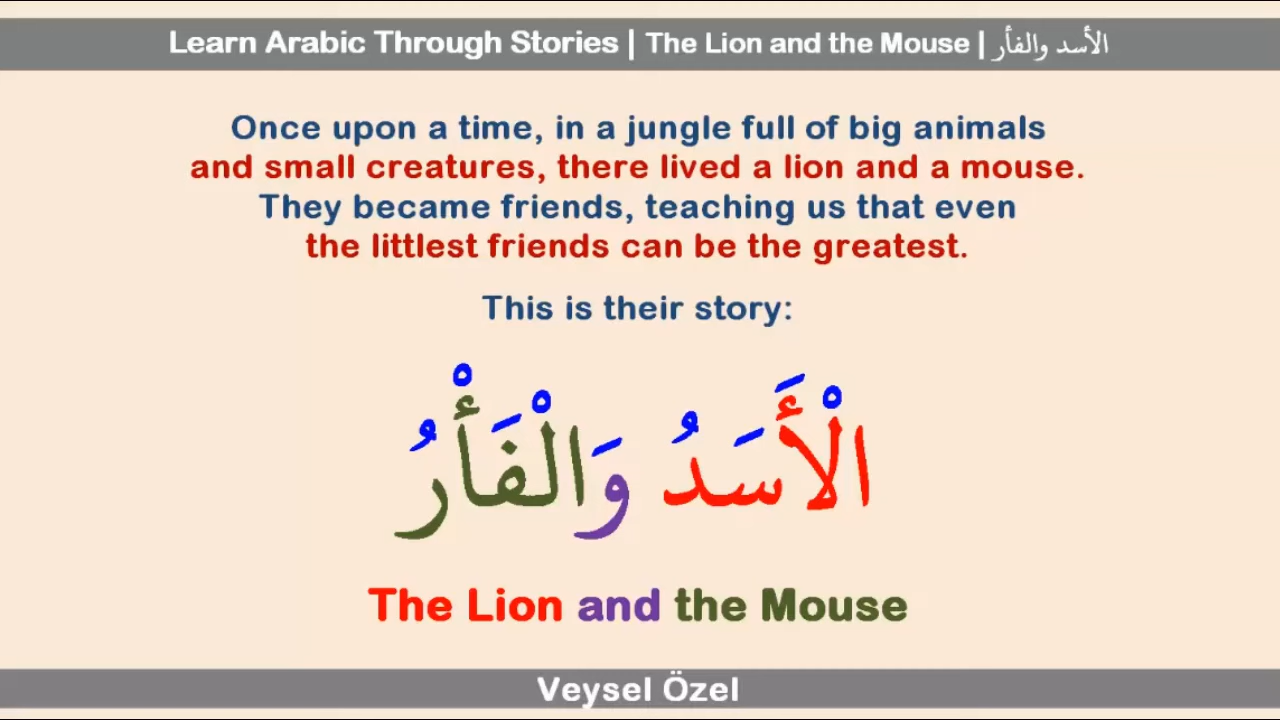 Learn Arabic Through Stories | The Lion and the Mouse | الأسد والفأر
Once upon a time, in a jungle full of big animals
and small creatures, there lived a lion and a mouse.
They became friends, teaching us that even
the littlest friends can be the greatest.
This is their story:
الْأَسَدُ وَالْفَأْرُ
The Lion and the Mouse
Veysel Özel